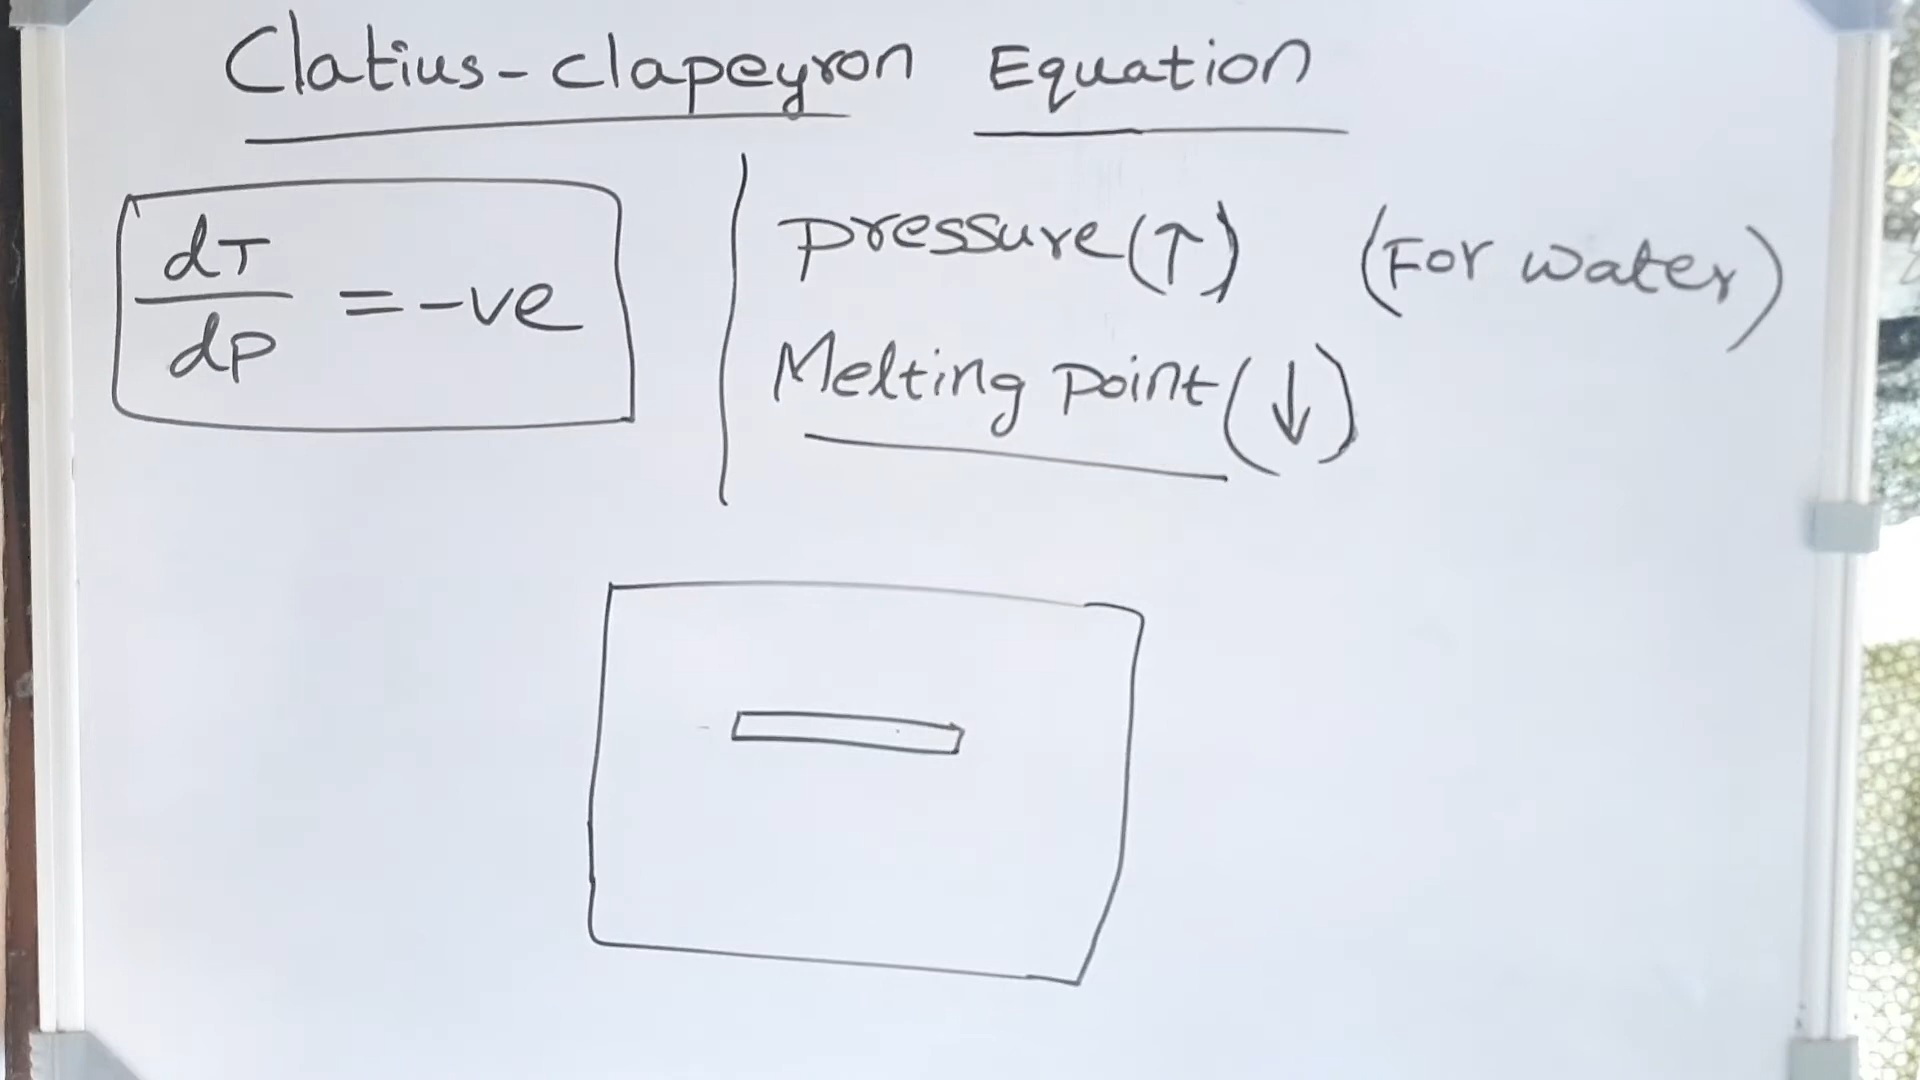 Clatius-clapeyron Equation
dT/dp = -ve
pressure(↑) (For water)
Melting point(↓)